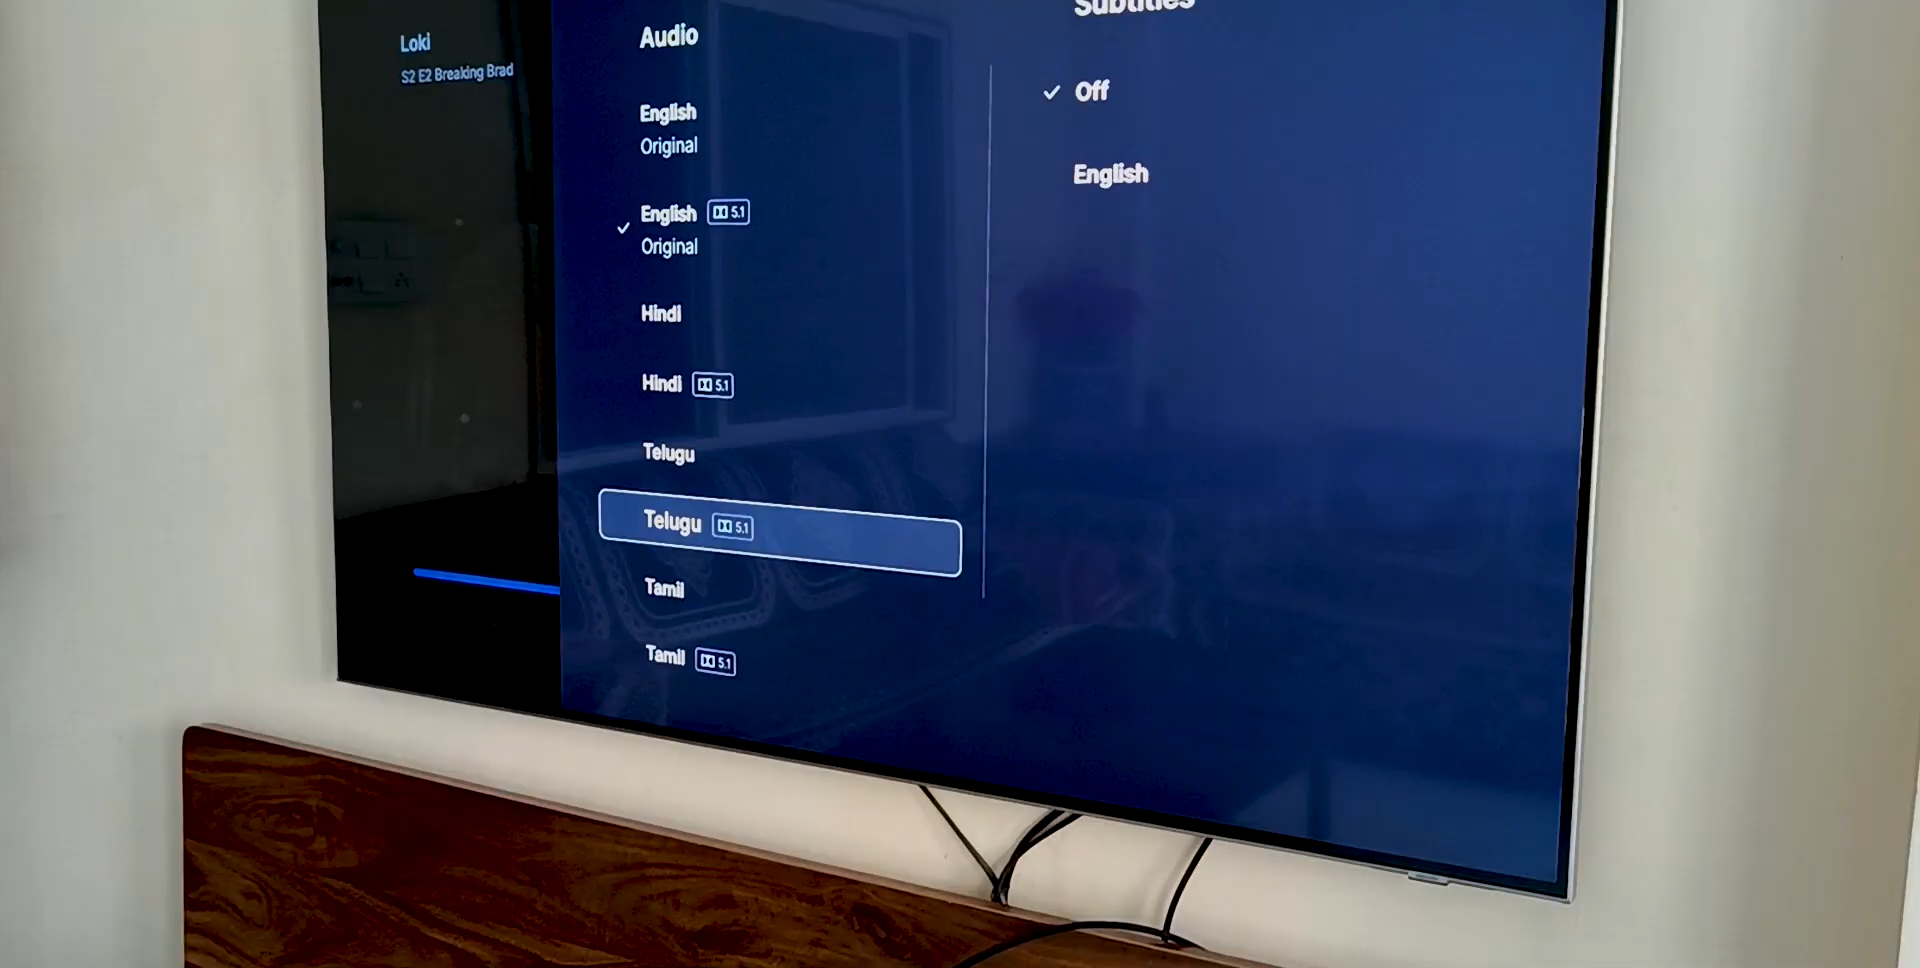 Loki
S2 E2 Breaking Brad
Audio
English
Original
English 5.1
Original
Hindi
Hindi 5.1
Telugu
Telugu 5.1
Tamil
Tamil 5.1
Subtitles
Off
English